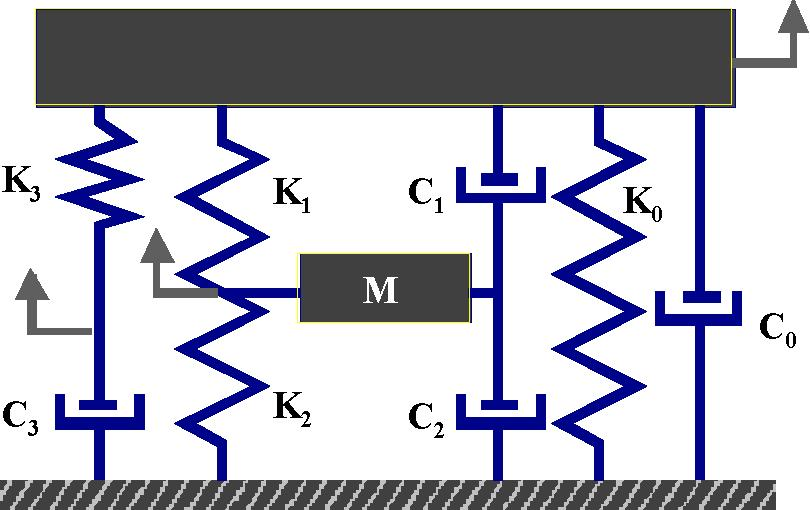 K₃
K₁
C₁
K₀
M
C₀
C₃
K₂
C₂